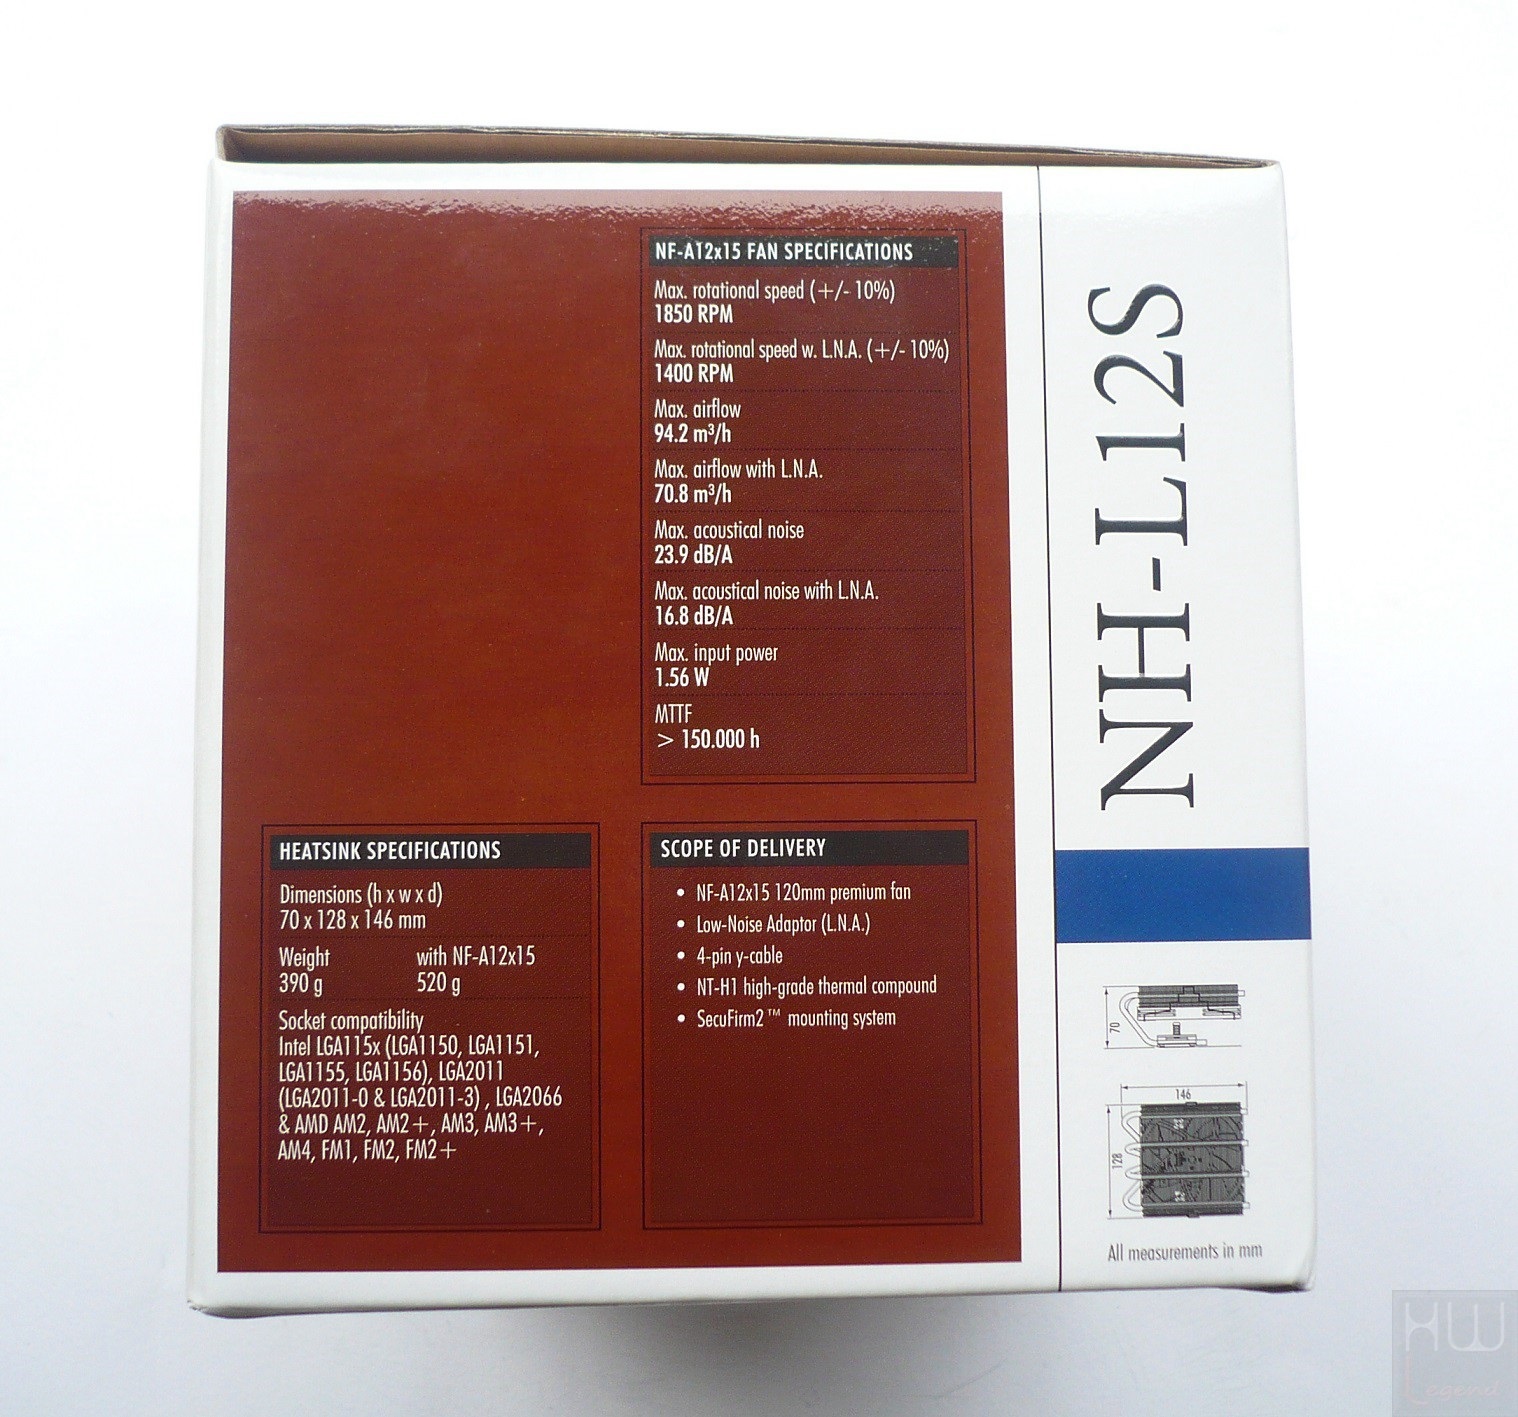 NF-A12x15 FAN SPECIFICATIONS
Max. rotational speed (+/- 10%)
1850 RPM
Max. rotational speed w. L.N.A. (+/- 10%)
1400 RPM
Max. airflow
94.2 m³/h
Max. airflow with L.N.A.
70.8 m³/h
Max. acoustical noise
23.9 dB/A
Max. acoustical noise with L.N.A.
16.8 dB/A
Max. input power
1.56 W
MTTF
> 150.000 h
HEATSINK SPECIFICATIONS
Dimensions (h x w x d)
70 x 128 x 146 mm
Weight with NF-A12x15
390 g 520 g
Socket compatibility
Intel LGA115x (LGA1150, LGA1151,
LGA1155, LGA1156), LGA2011
(LGA2011-0 & LGA2011-3) , LGA2066
& AMD AM2, AM2+, AM3, AM3+,
AM4, FM1, FM2, FM2+
SCOPE OF DELIVERY
• NF-A12x15 120mm premium fan
• Low-Noise Adaptor (L.N.A.)
• 4-pin y-cable
• NT-H1 high-grade thermal compound
• SecuFirm2™ mounting system
NH-L12S
70
146
128
All measurements in mm
HW
Legend